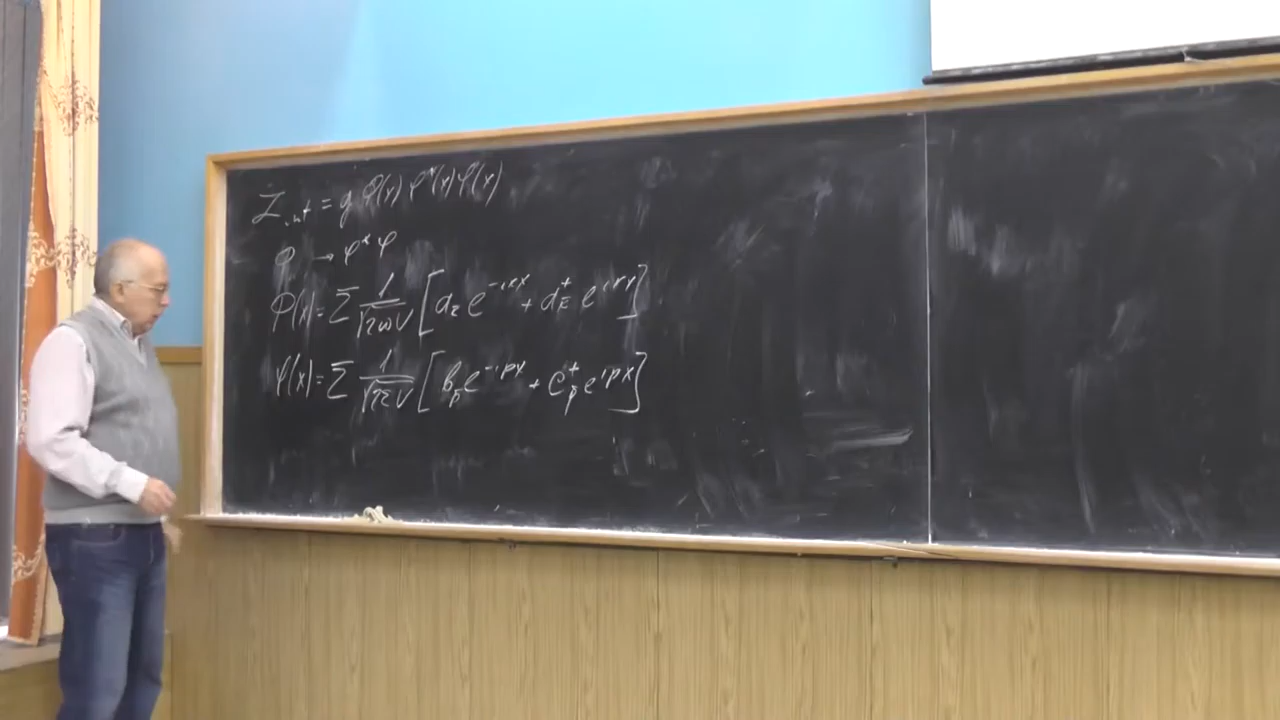 ℒ_int = g φ(x) ψ*(x) ψ(x)
φ → ψ* ψ
φ(x) = Σ 1/√(2ωV) [a_k e^{-ikx} + a_k^+ e^{ikx}]
ψ(x) = Σ 1/√(2εV) [b_p e^{-ipx} + c_p^+ e^{ipx}]